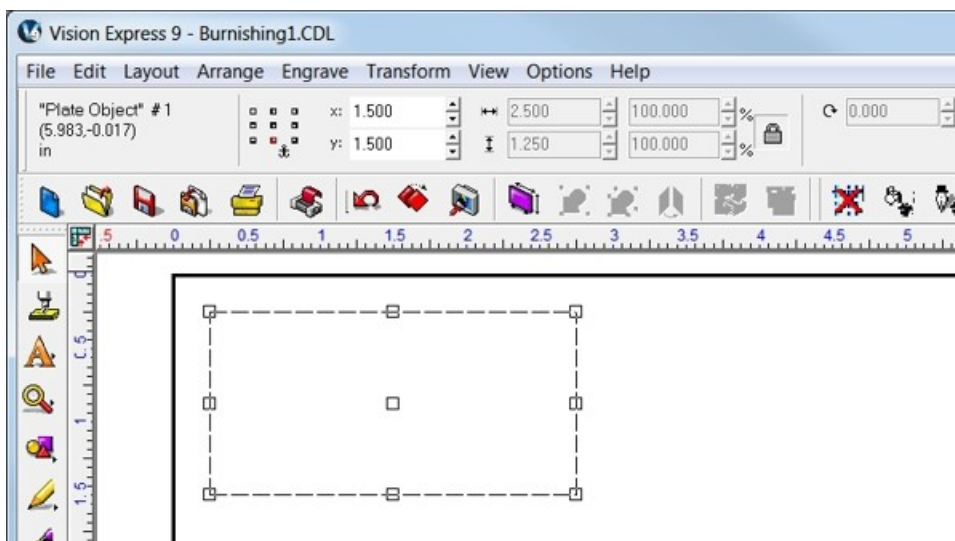 Vision Express 9 - Burnishing1.CDL
File Edit Layout Arrange Engrave Transform View Options Help
"Plate Object" # 1 x: 1.500 2.500 100.000 % 0.000
(5.983,-0.017)
in y: 1.500 1.250 100.000 %
.5 0 0.5 1 1.5 2 2.5 3 3.5 4 4.5 5
0
0.5
1
1.5